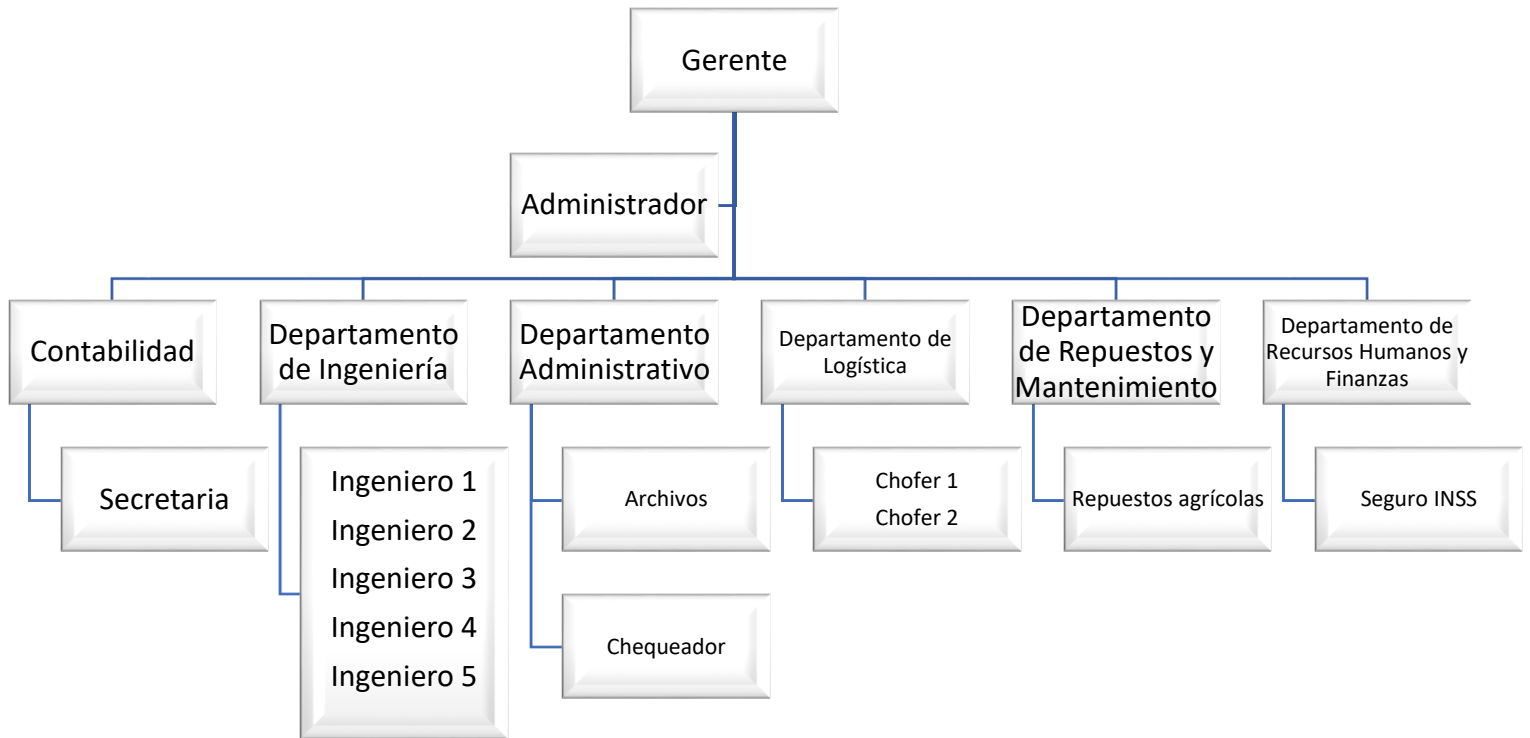 Gerente
Administrador
Contabilidad
Departamento
de Ingeniería
Departamento
Administrativo
Departamento de
Logística
Departamento
de Repuestos y
Mantenimiento
Departamento de
Recursos Humanos y
Finanzas
Secretaria
Ingeniero 1
Ingeniero 2
Ingeniero 3
Ingeniero 4
Ingeniero 5
Archivos
Chequeador
Chofer 1
Chofer 2
Repuestos agrícolas
Seguro INSS